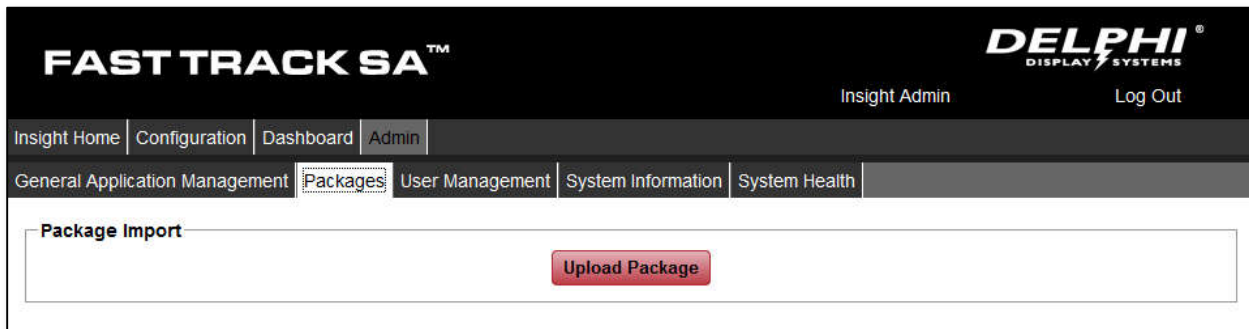 FAST TRACK SA™
DELPHI®
DISPLAY SYSTEMS
Insight Admin Log Out
Insight Home Configuration Dashboard Admin
General Application Management Packages User Management System Information System Health
Package Import
Upload Package